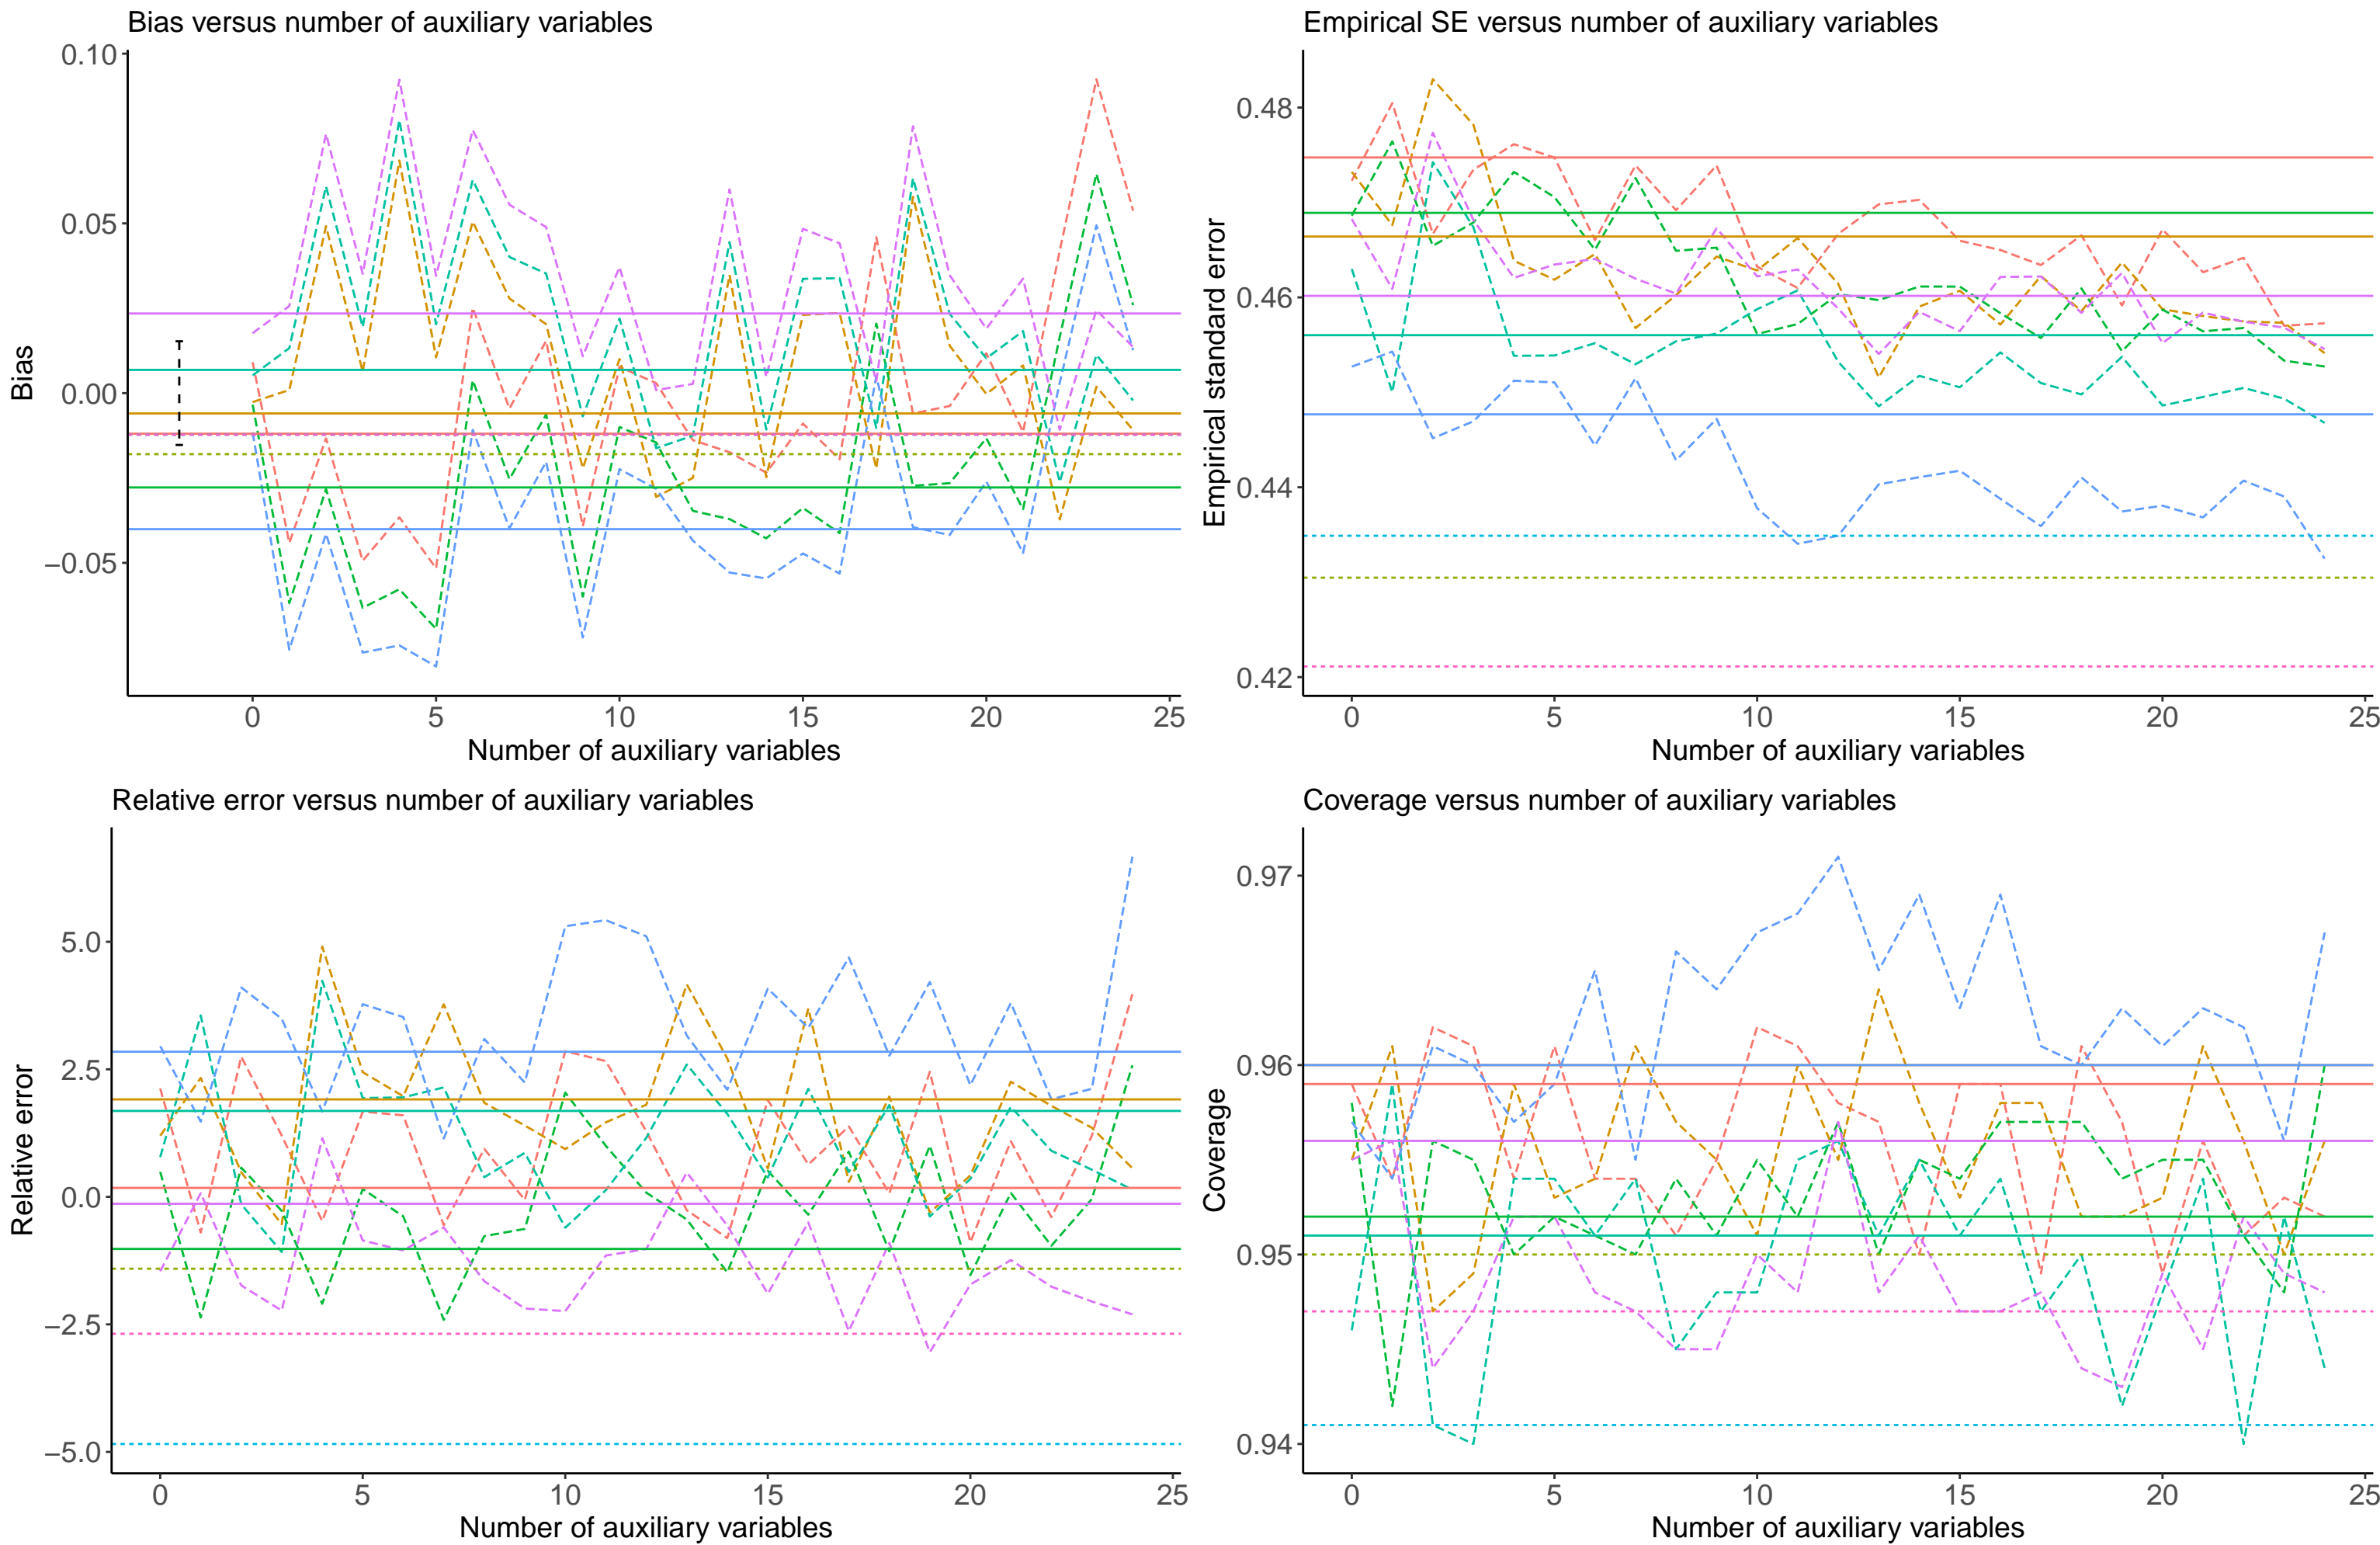 Bias versus number of auxiliary variables
0.10
0.05
0.00
−0.05
Bias
0 5 10 15 20 25
Number of auxiliary variables
Empirical SE versus number of auxiliary variables
0.48
0.46
0.44
0.42
Empirical standard error
0 5 10 15 20 25
Number of auxiliary variables
Relative error versus number of auxiliary variables
5.0
2.5
0.0
−2.5
−5.0
Relative error
0 5 10 15 20 25
Number of auxiliary variables
Coverage versus number of auxiliary variables
0.97
0.96
0.95
0.94
Coverage
0 5 10 15 20 25
Number of auxiliary variables